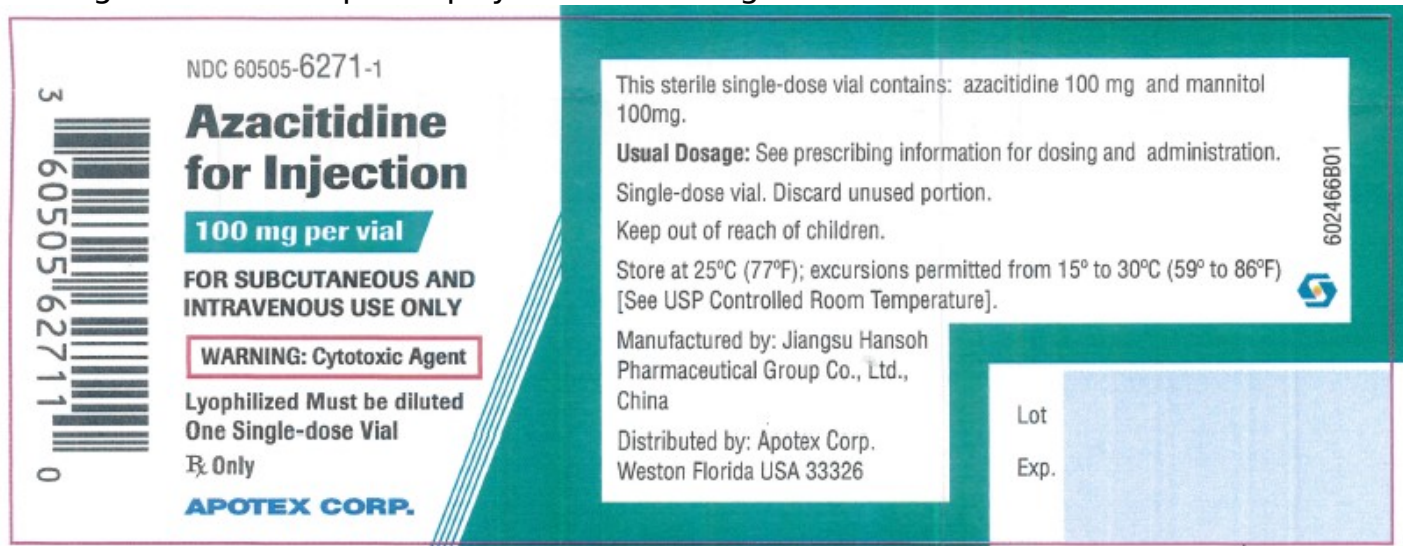 NDC 60505-6271-1
Azacitidine
for Injection
100 mg per vial
FOR SUBCUTANEOUS AND
INTRAVENOUS USE ONLY
WARNING: Cytotoxic Agent
Lyophilized Must be diluted
One Single-dose Vial
℞ Only
APOTEX CORP.
3 60505 62711 0
This sterile single-dose vial contains: azacitidine 100 mg and mannitol
100mg.
Usual Dosage: See prescribing information for dosing and administration.
Single-dose vial. Discard unused portion.
Keep out of reach of children.
Store at 25ºC (77ºF); excursions permitted from 15º to 30ºC (59º to 86ºF)
[See USP Controlled Room Temperature].
Manufactured by: Jiangsu Hansoh
Pharmaceutical Group Co., Ltd.,
China
Distributed by: Apotex Corp.
Weston Florida USA 33326
602466B01
Lot
Exp.